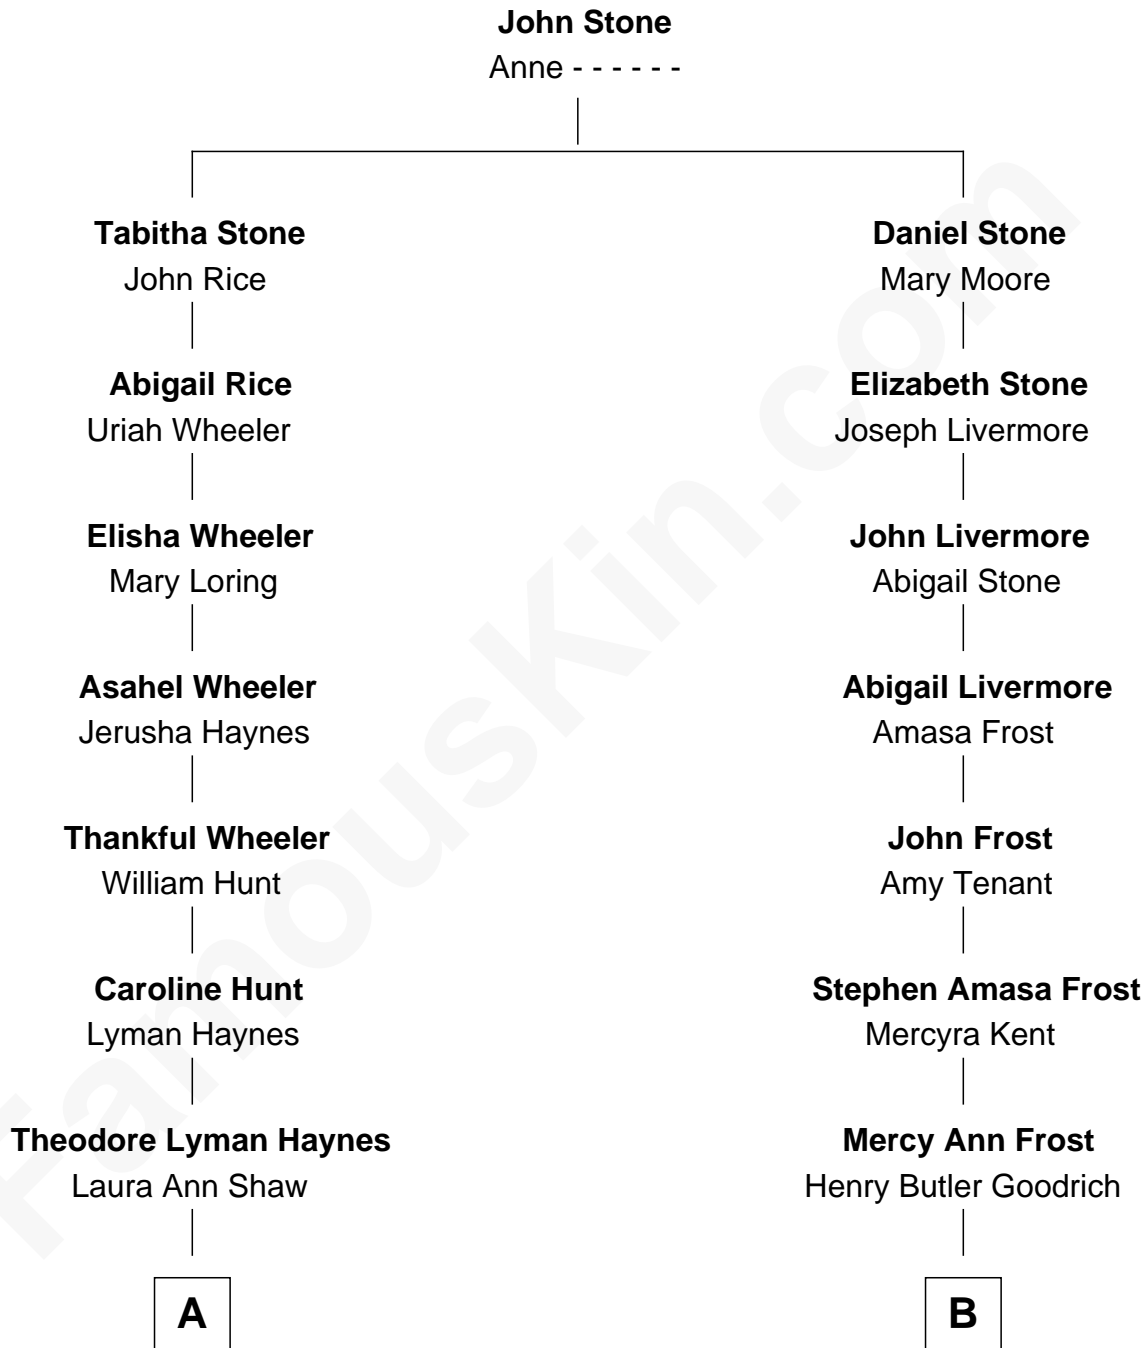 John Stone
Anne - - - - - -
Tabitha Stone
John Rice
Daniel Stone
Mary Moore
Abigail Rice
Uriah Wheeler
Elizabeth Stone
Joseph Livermore
Elisha Wheeler
Mary Loring
John Livermore
Abigail Stone
Asahel Wheeler
Jerusha Haynes
Abigail Livermore
Amasa Frost
Thankful Wheeler
William Hunt
John Frost
Amy Tenant
Caroline Hunt
Lyman Haynes
Stephen Amasa Frost
Mercyra Kent
Theodore Lyman Haynes
Laura Ann Shaw
Mercy Ann Frost
Henry Butler Goodrich
A
B
FamousKin.com